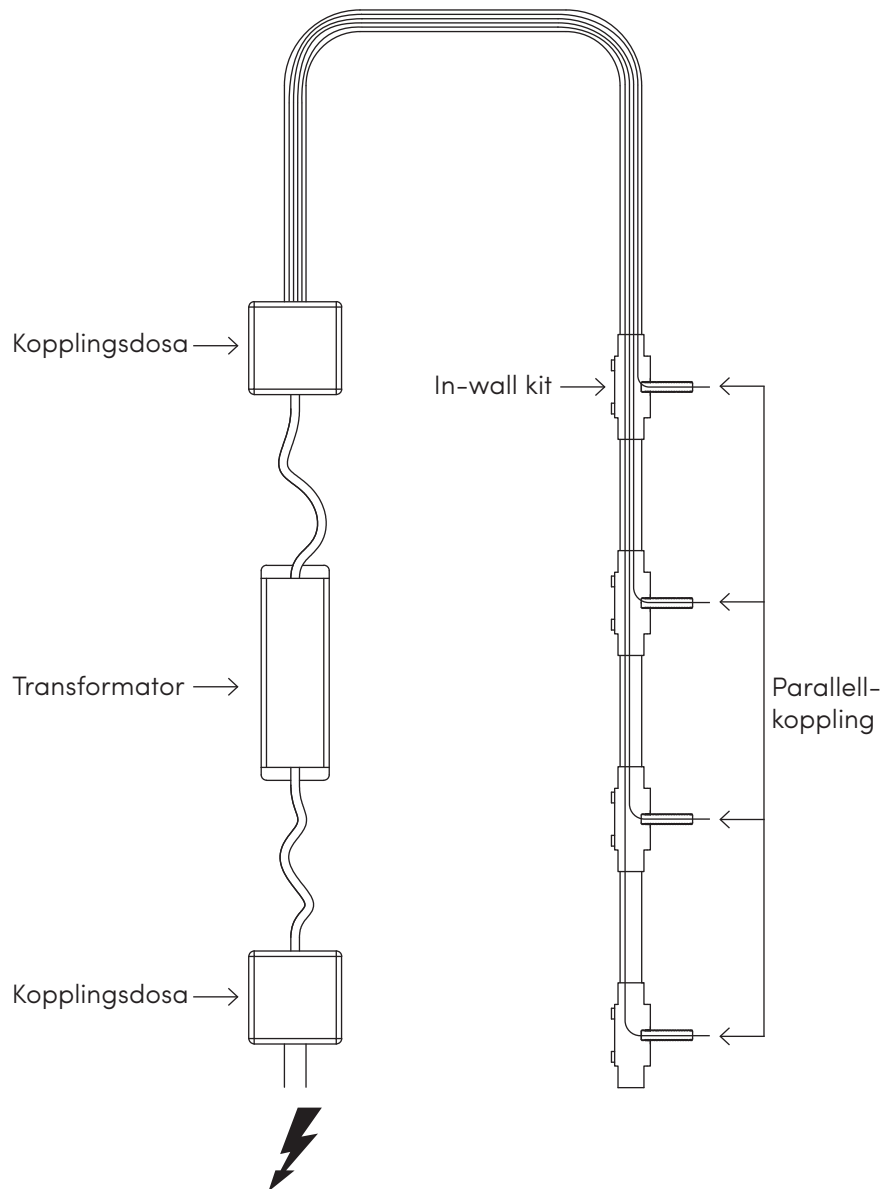 Kopplingsdosa
In-wall kit
Transformator
Parallell-
koppling
Kopplingsdosa